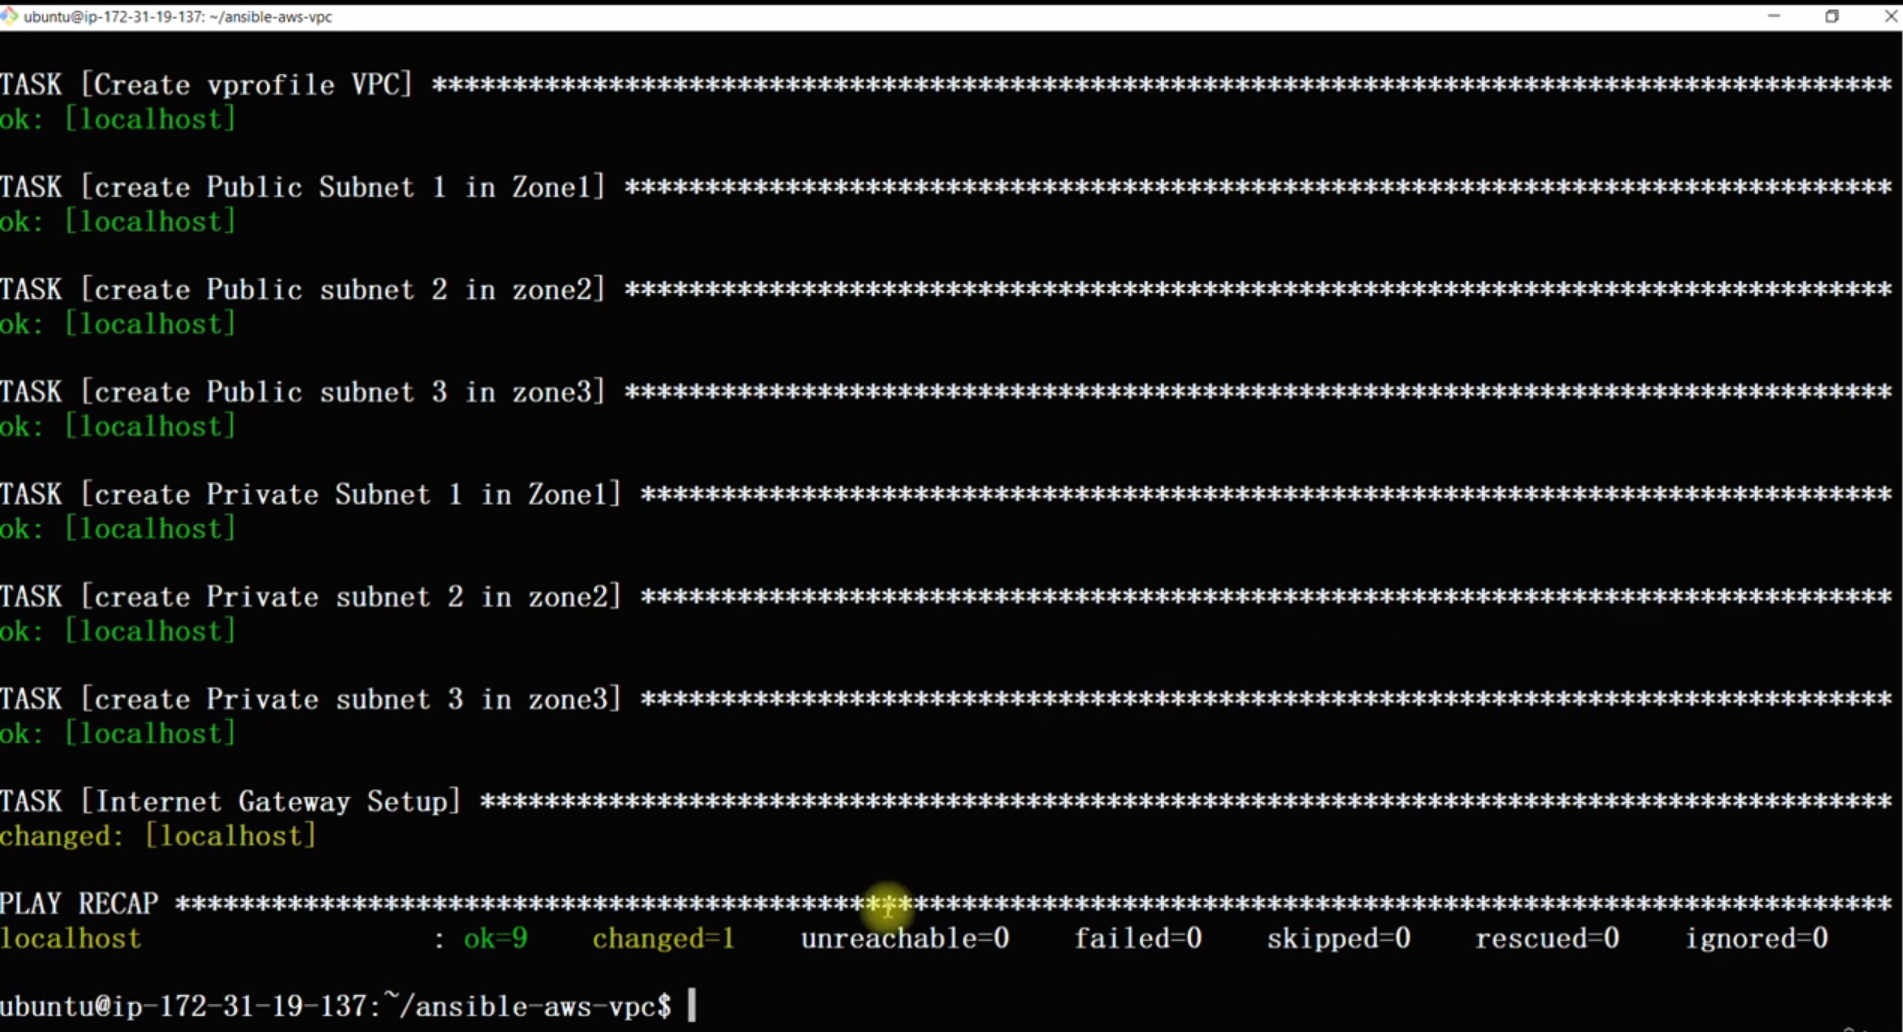 ubuntu@ip-172-31-19-137: ~/ansible-aws-vpc
TASK [Create vprofile VPC] *******************************************************************************************
ok: [localhost]
TASK [create Public Subnet 1 in Zone1] *******************************************************************************
ok: [localhost]
TASK [create Public subnet 2 in zone2] *******************************************************************************
ok: [localhost]
TASK [create Public subnet 3 in zone3] *******************************************************************************
ok: [localhost]
TASK [create Private Subnet 1 in Zone1] ******************************************************************************
ok: [localhost]
TASK [create Private subnet 2 in zone2] ******************************************************************************
ok: [localhost]
TASK [create Private subnet 3 in zone3] ******************************************************************************
ok: [localhost]
TASK [Internet Gateway Setup] ****************************************************************************************
changed: [localhost]
PLAY RECAP ***********************************************************************************************************
localhost : ok=9 changed=1 unreachable=0 failed=0 skipped=0 rescued=0 ignored=0
ubuntu@ip-172-31-19-137:~/ansible-aws-vpc$